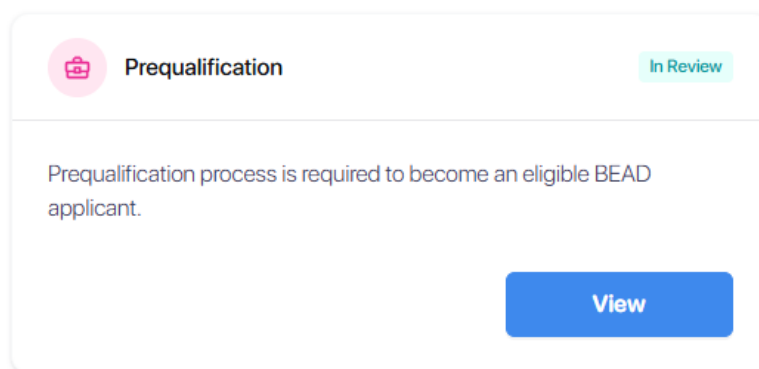 Prequalification
In Review
Prequalification process is required to become an eligible BEAD
applicant.
View